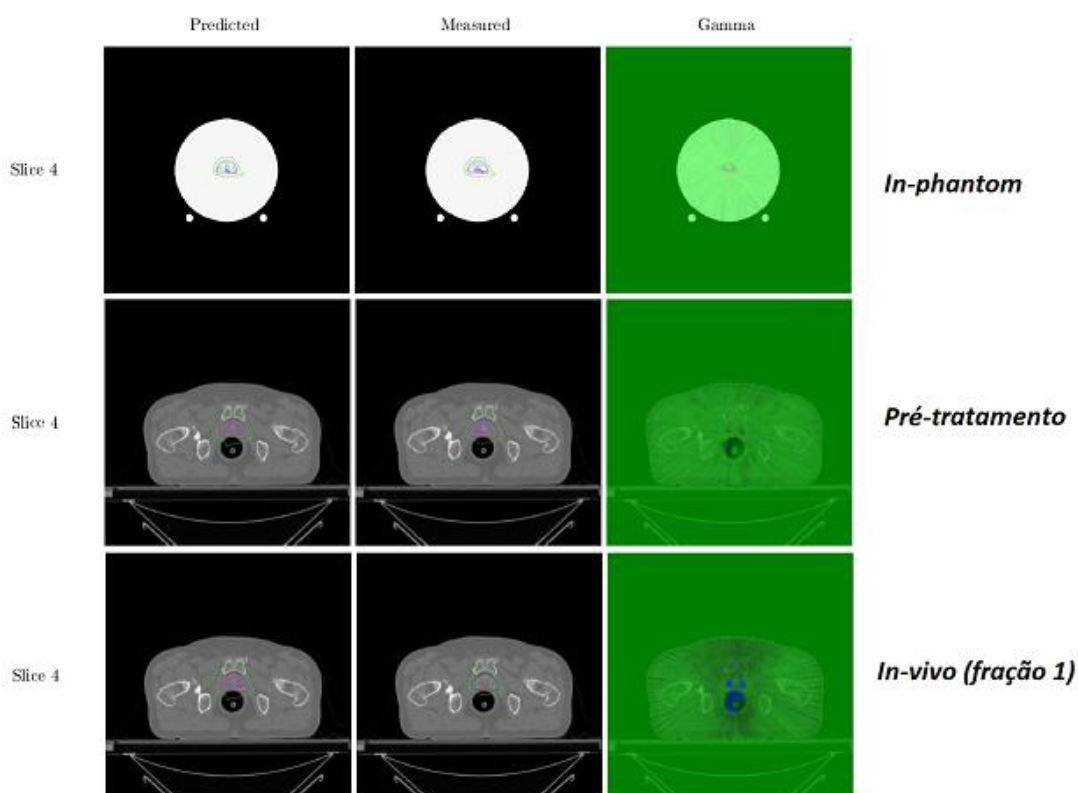 Predicted Measured Gamma
Slice 4 In-phantom
Slice 4 Pré-tratamento
Slice 4 In-vivo (fração 1)